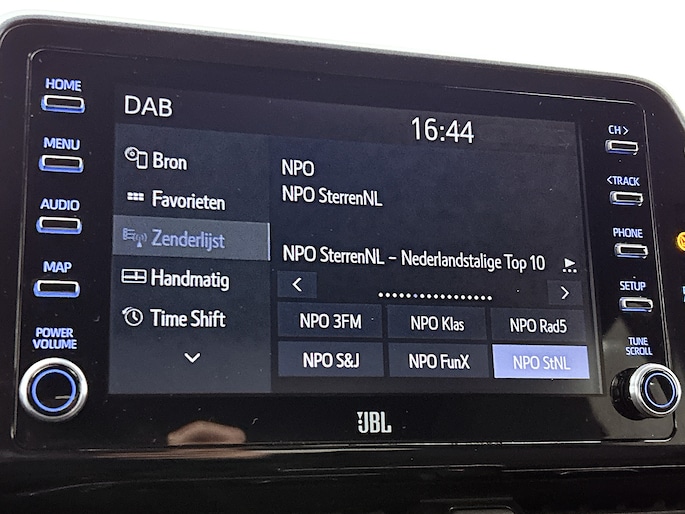 HOME
MENU
AUDIO
MAP
POWER
VOLUME
DAB
16:44
Bron
Favorieten
Zenderlijst
Handmatig
Time Shift
NPO
NPO SterrenNL
NPO SterrenNL – Nederlandstalige Top 10
NPO 3FM
NPO Klas
NPO Rad5
NPO S&J
NPO FunX
NPO StNL
CH >
< TRACK
PHONE
SETUP
TUNE
SCROLL
JBL